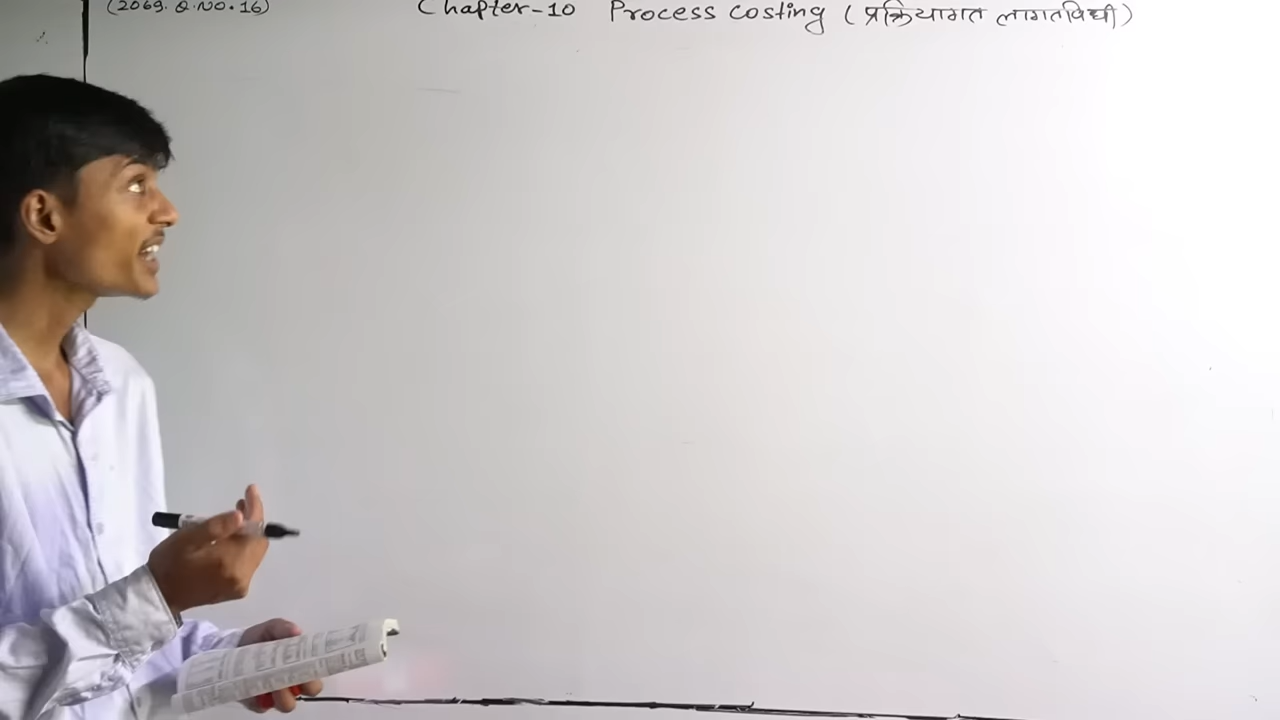 (2069. Q.NO.16) Chapter-10 Process costing (प्रक्रियागत लागतविधी)